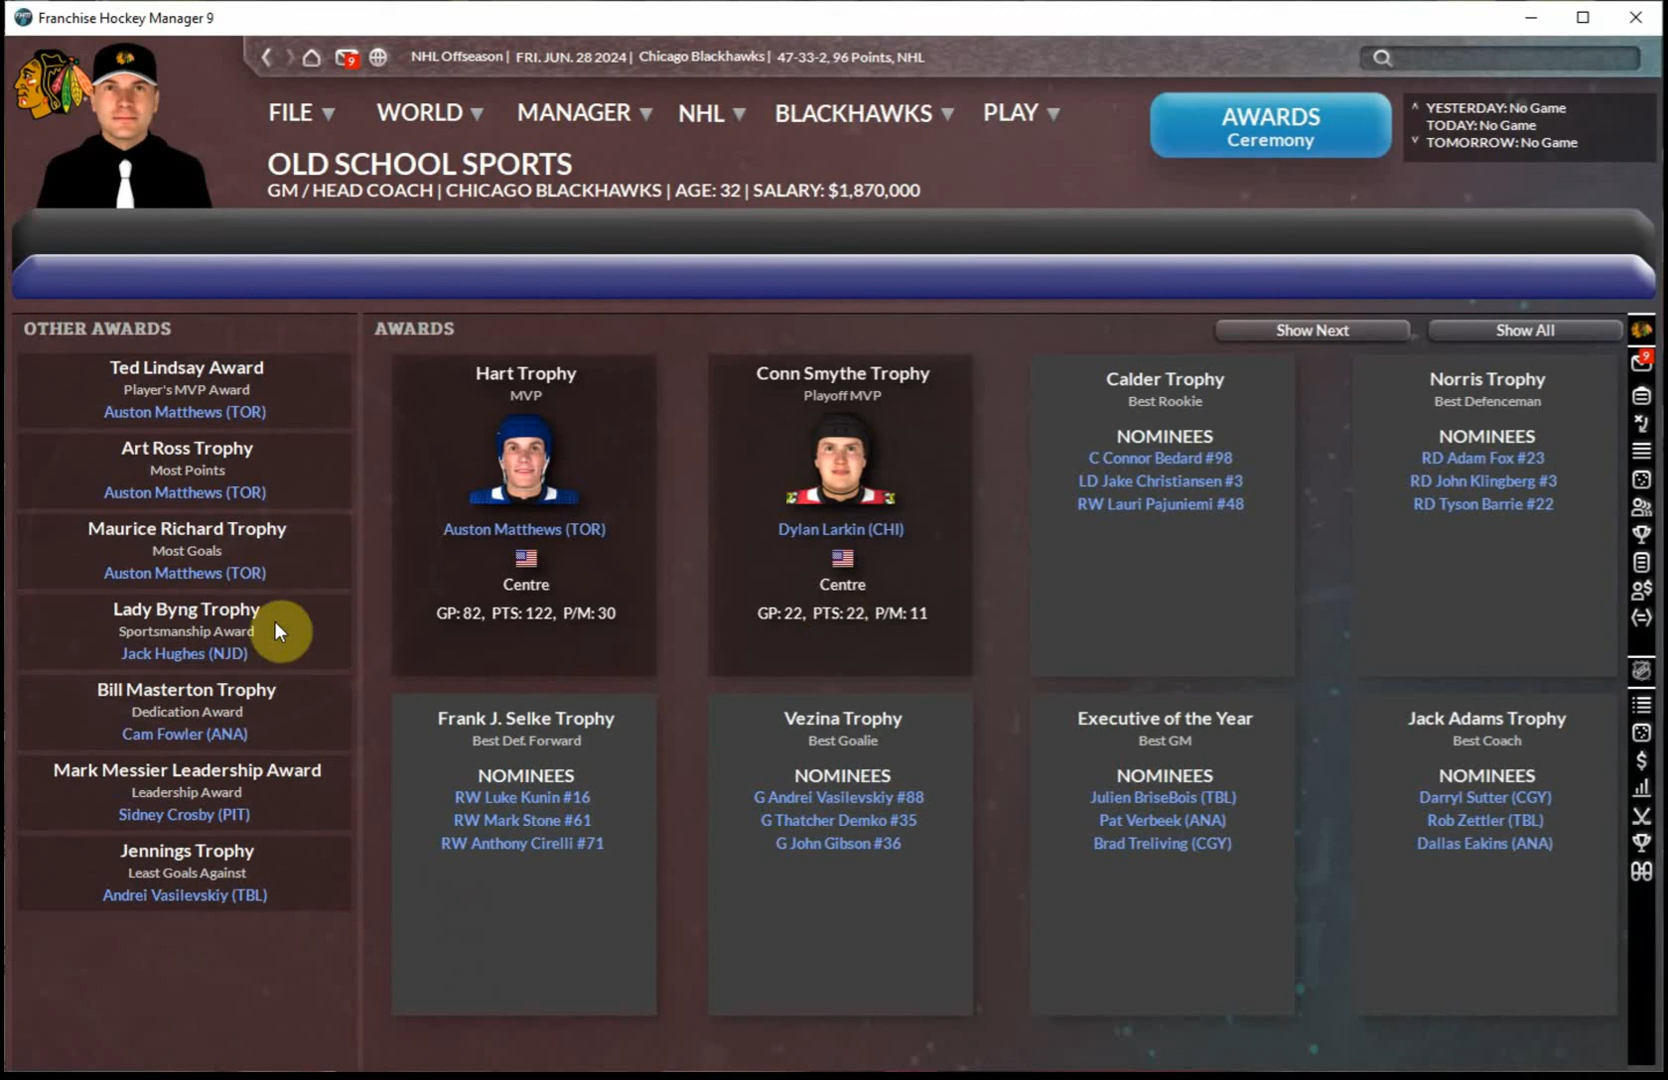 Franchise Hockey Manager 9
9
NHL Offseason | FRI. JUN. 28 2024 | Chicago Blackhawks | 47-33-2, 96 Points, NHL
FILE
WORLD
MANAGER
NHL
BLACKHAWKS
PLAY
AWARDS
Ceremony
YESTERDAY: No Game
TODAY: No Game
TOMORROW: No Game
OLD SCHOOL SPORTS
GM / HEAD COACH | CHICAGO BLACKHAWKS | AGE: 32 | SALARY: $1,870,000
OTHER AWARDS
Ted Lindsay Award
Player's MVP Award
Auston Matthews (TOR)
Art Ross Trophy
Most Points
Auston Matthews (TOR)
Maurice Richard Trophy
Most Goals
Auston Matthews (TOR)
Lady Byng Trophy
Sportsmanship Award
Jack Hughes (NJD)
Bill Masterton Trophy
Dedication Award
Cam Fowler (ANA)
Mark Messier Leadership Award
Leadership Award
Sidney Crosby (PIT)
Jennings Trophy
Least Goals Against
Andrei Vasilevskiy (TBL)
AWARDS
Show Next
Show All
Hart Trophy
MVP
Auston Matthews (TOR)
Centre
GP: 82, PTS: 122, P/M: 30
Conn Smythe Trophy
Playoff MVP
Dylan Larkin (CHI)
Centre
GP: 22, PTS: 22, P/M: 11
Calder Trophy
Best Rookie
NOMINEES
C Connor Bedard #98
LD Jake Christiansen #3
RW Lauri Pajuniemi #48
Norris Trophy
Best Defenceman
NOMINEES
RD Adam Fox #23
RD John Klingberg #3
RD Tyson Barrie #22
Frank J. Selke Trophy
Best Def. Forward
NOMINEES
RW Luke Kunin #16
RW Mark Stone #61
RW Anthony Cirelli #71
Vezina Trophy
Best Goalie
NOMINEES
G Andrei Vasilevskiy #88
G Thatcher Demko #35
G John Gibson #36
Executive of the Year
Best GM
NOMINEES
Julien BriseBois (TBL)
Pat Verbeek (ANA)
Brad Treliving (CGY)
Jack Adams Trophy
Best Coach
NOMINEES
Darryl Sutter (CGY)
Rob Zettler (TBL)
Dallas Eakins (ANA)
9